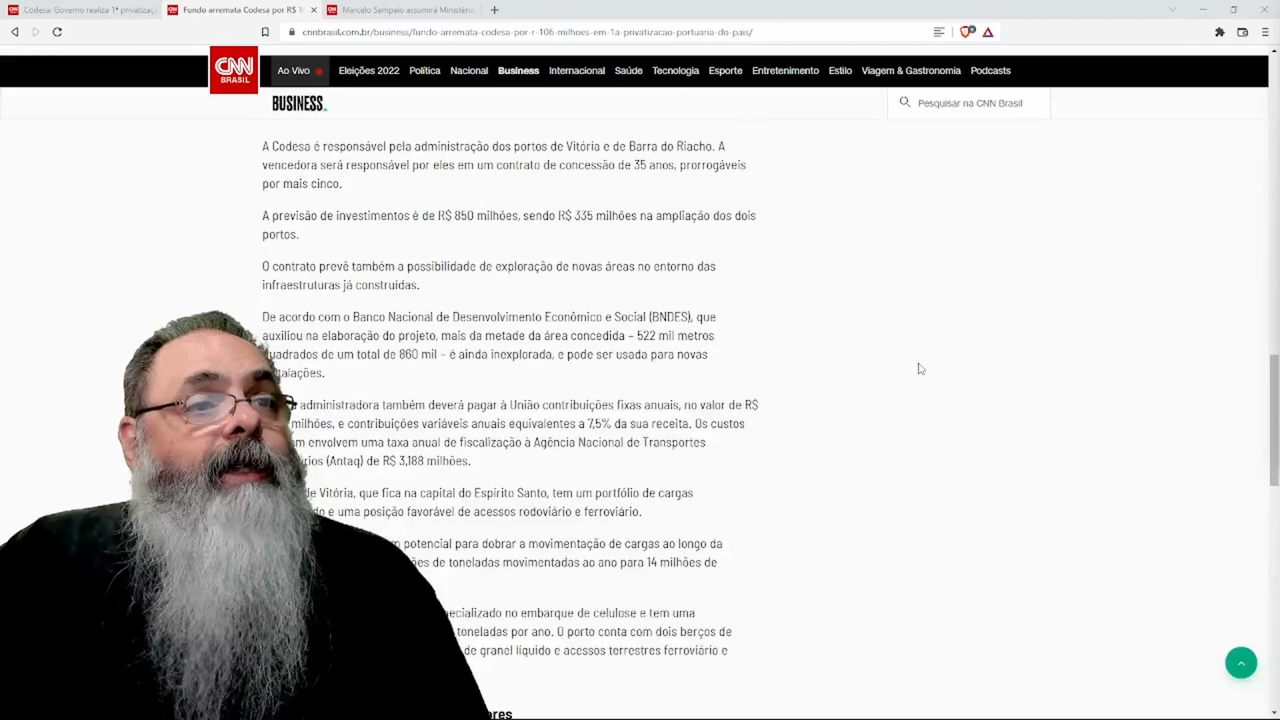 Codesa: Governo realiza 1ª privatizaç
Fundo arremata Codesa por R$ 1
Marcelo Sampaio assumirá Ministéri
cnnbrasil.com.br/business/fundo-arremata-codesa-por-r-106-milhoes-em-1a-privatizacao-portuaria-do-pais/
CNN
BRASIL
Ao Vivo
Eleições 2022
Política
Nacional
Business
Internacional
Saúde
Tecnologia
Esporte
Entretenimento
Estilo
Viagem & Gastronomia
Podcasts
BUSINESS
Pesquisar na CNN Brasil
A Codesa é responsável pela administração dos portos de Vitória e de Barra do Riacho. A
vencedora será responsável por eles em um contrato de concessão de 35 anos, prorrogáveis
por mais cinco.
A previsão de investimentos é de R$ 850 milhões, sendo R$ 335 milhões na ampliação dos dois
portos.
O contrato prevê também a possibilidade de exploração de novas áreas no entorno das
infraestruturas já construídas.
De acordo com o Banco Nacional de Desenvolvimento Econômico e Social (BNDES), que
auxiliou na elaboração do projeto, mais da metade da área concedida – 522 mil metros
quadrados de um total de 860 mil – é ainda inexplorada, e pode ser usada para novas
talações.
administradora também deverá pagar à União contribuições fixas anuais, no valor de R$
milhões, e contribuições variáveis anuais equivalentes a 7,5% da sua receita. Os custos
m envolvem uma taxa anual de fiscalização à Agência Nacional de Transportes
ários (Antaq) de R$ 3,188 milhões.
de Vitória, que fica na capital do Espírito Santo, tem um portfólio de cargas
do e uma posição favorável de acessos rodoviário e ferroviário.
m potencial para dobrar a movimentação de cargas ao longo da
ões de toneladas movimentadas ao ano para 14 milhões de
pecializado no embarque de celulose e tem uma
toneladas por ano. O porto conta com dois berços de
de granel líquido e acessos terrestres ferroviário e
ores